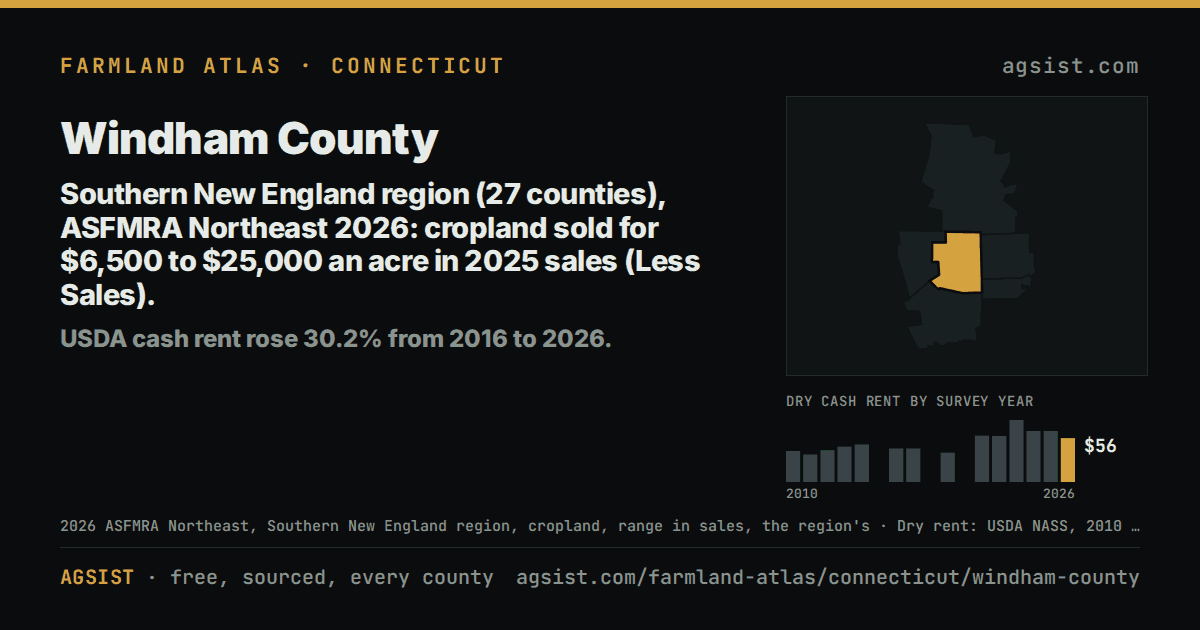 FARMLAND ATLAS · CONNECTICUT
agsist.com
Windham County
Southern New England region (27 counties),
ASFMRA Northeast 2026: cropland sold for
$6,500 to $25,000 an acre in 2025 sales (Less
Sales).
USDA cash rent rose 30.2% from 2016 to 2026.
DRY CASH RENT BY SURVEY YEAR
$56
2010 2026
2026 ASFMRA Northeast, Southern New England region, cropland, range in sales, the region's · Dry rent: USDA NASS, 2010 …
AGSIST · free, sourced, every county agsist.com/farmland-atlas/connecticut/windham-county